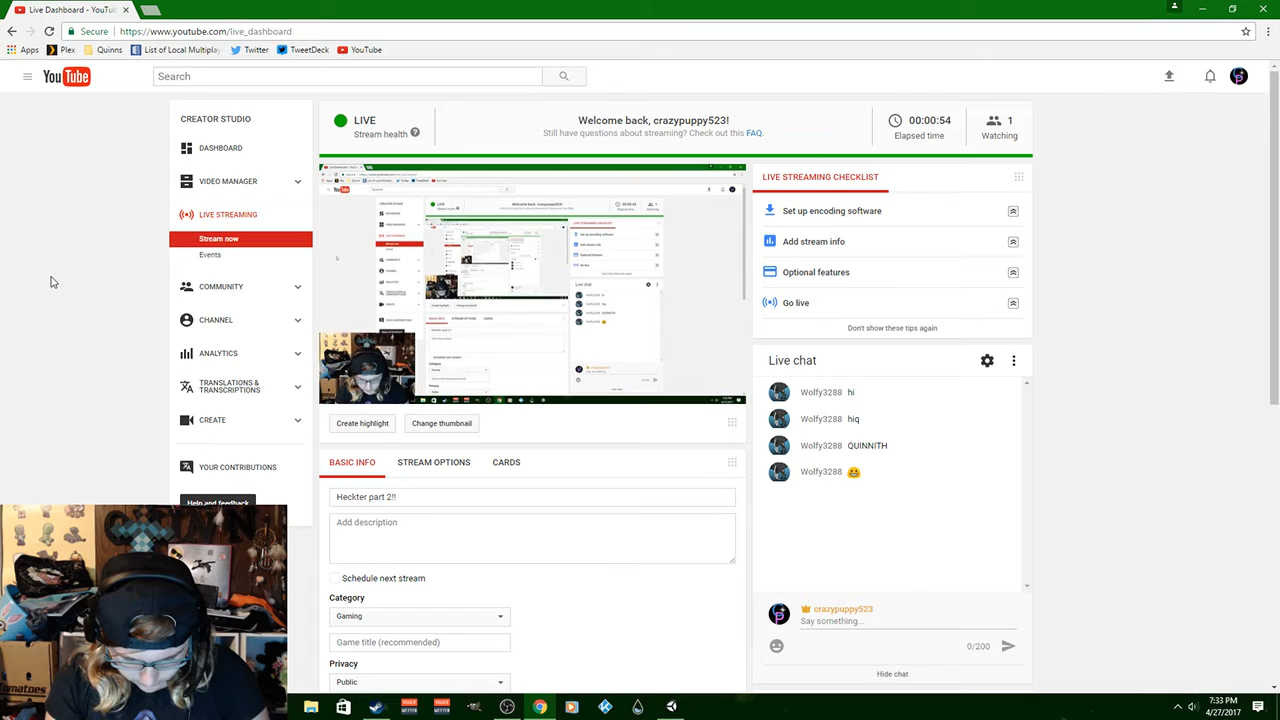 Live Dashboard - YouTu
Secure https://www.youtube.com/live_dashboard
Apps Plex Quinns List of Local Multiplay Twitter TweetDeck YouTube
YouTube Search
CREATOR STUDIO
DASHBOARD
VIDEO MANAGER
LIVE STREAMING
Stream now
Events
COMMUNITY
CHANNEL
ANALYTICS
TRANSLATIONS &
TRANSCRIPTIONS
CREATE
YOUR CONTRIBUTIONS
Help and feedback
LIVE
Stream health ?
Welcome back, crazypuppy523!
Still have questions about streaming? Check out this FAQ.
00:00:54
Elapsed time
1
Watching
Create highlight Change thumbnail
BASIC INFO STREAM OPTIONS CARDS
Heckter part 2!!
Add description
Schedule next stream
Category
Gaming
Game title (recommended)
Privacy
Public
LIVE STREAMING CHECKLIST
Set up encoding software
Add stream info
Optional features
Go live
Don't show these tips again
Live chat
Wolfy3288 hi
Wolfy3288 hiq
Wolfy3288 QUINNITH
Wolfy3288
crazypuppy523
Say something...
0/200
Hide chat
Tomatoes
7:33 PM
4/27/2017